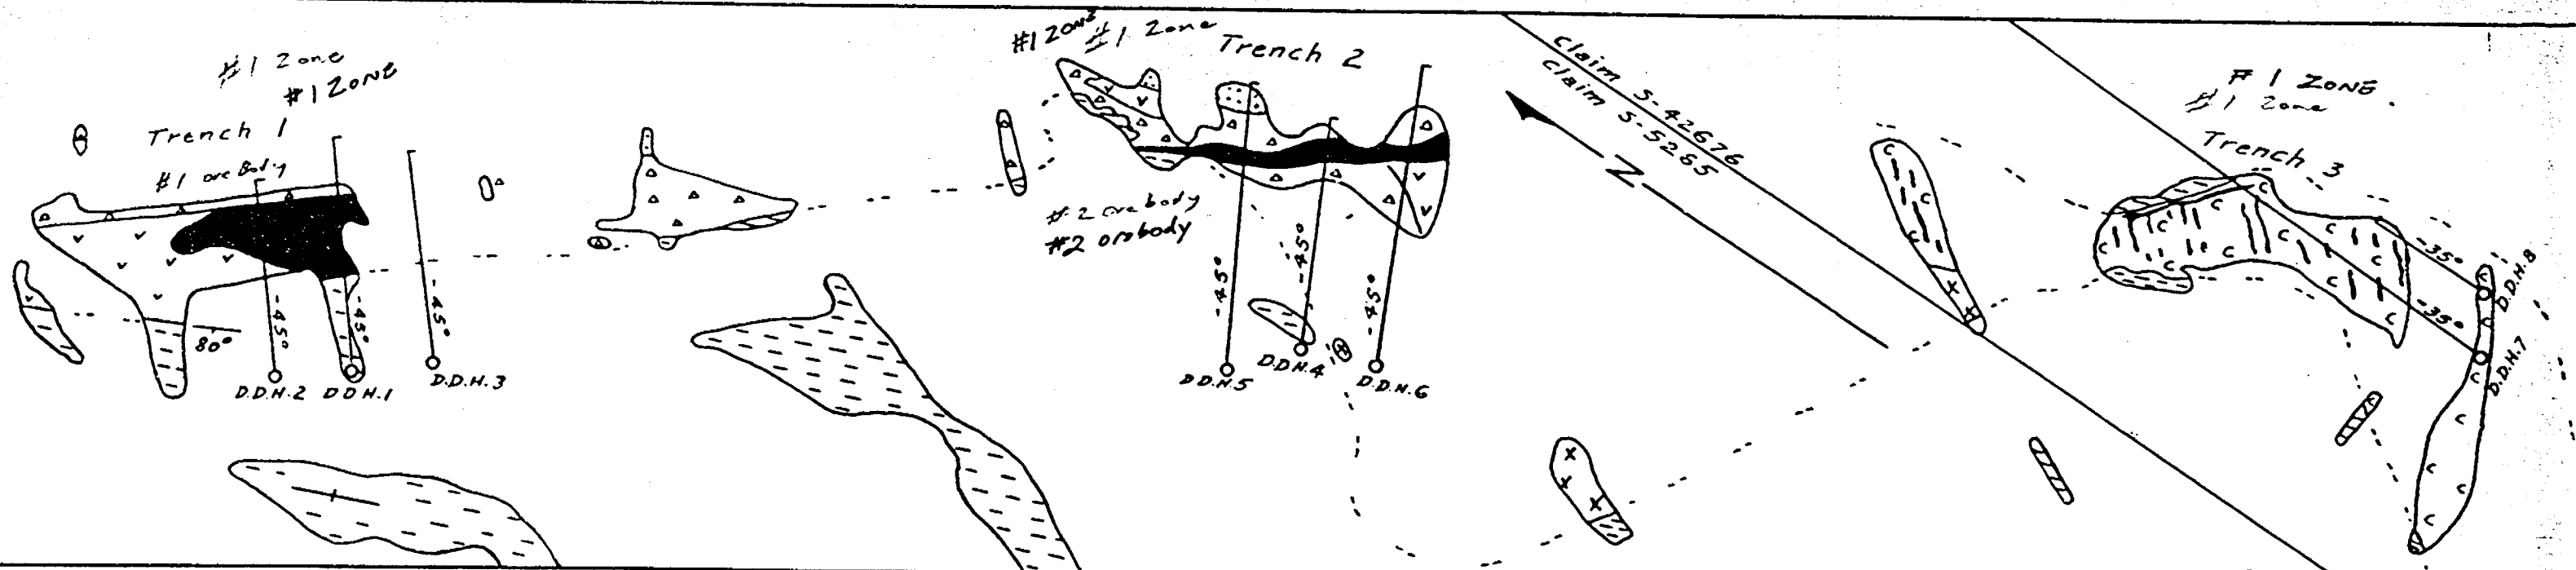 #1 Zone
#1 ZONE
Trench 1
#1 ore Body
80°
-45°
-45°
-45°
D.D.H.2
D.D.H.1
D.D.H.3
#1 ZONE
#1 Zone
Trench 2
#2 ore body
#2 orebody
-45°
-45°
-45°
D.D.H.5
D.D.H.4
D.D.H.6
Claim S-42676
Claim S-5265
N
# 1 ZONE.
#1 Zone
Trench 3
-35°
-35°
D.D.H.8
D.D.H.7